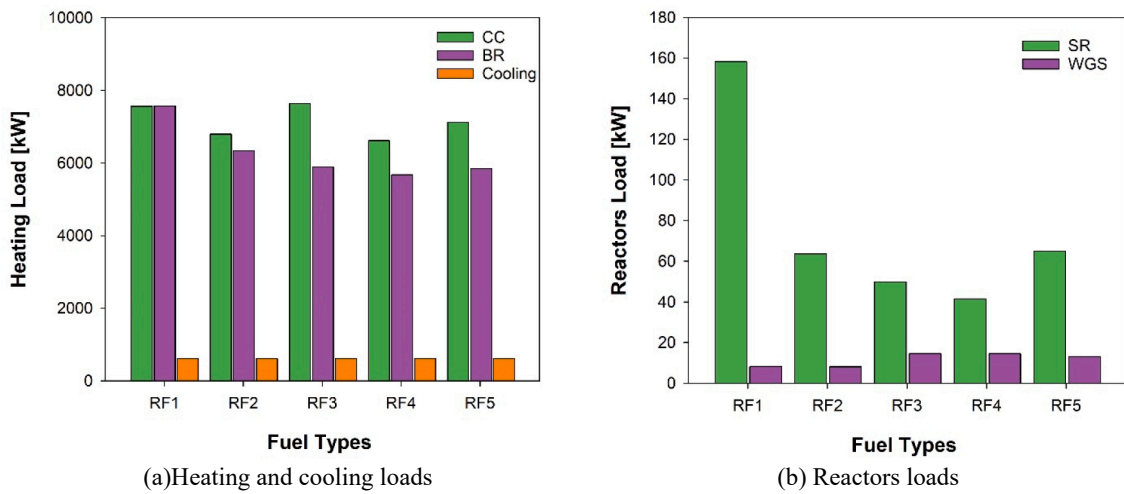 10000
8000
6000
4000
2000
0
Heating Load [kW]
CC
BR
Cooling
RF1 RF2 RF3 RF4 RF5
Fuel Types
(a)Heating and cooling loads
180
160
140
120
100
80
60
40
20
0
Reactors Load [kW]
SR
WGS
RF1 RF2 RF3 RF4 RF5
Fuel Types
(b) Reactors loads